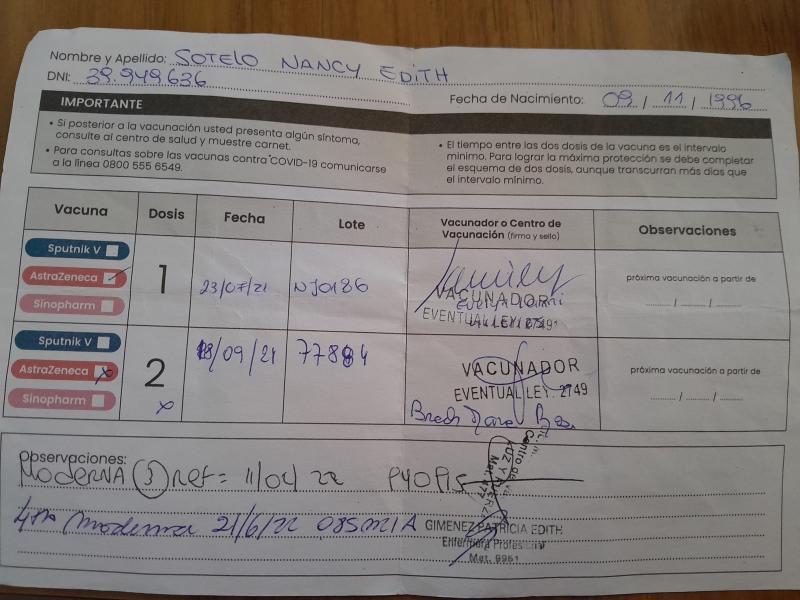 Nombre y Apellido: SOTELO NANCY EDITH
DNI: 39.949.636
Fecha de Nacimiento: 09 / 11 / 1996
IMPORTANTE
• Si posterior a la vacunación usted presenta algún síntoma, consulte al centro de salud y muestre carnet.
• Para consultas sobre las vacunas contra COVID-19 comunicarse a la línea 0800 555 6549.
• El tiempo entre las dos dosis de la vacuna es el intervalo mínimo. Para lograr la máxima protección se debe completar el esquema de dos dosis, aunque transcurran más días que el intervalo mínimo.
Vacuna Dosis Fecha Lote Vacunador o Centro de Vacunación (firma y sello) Observaciones
Sputnik V
AstraZeneca
Sinopharm
1
23/07/21
NJ0186
VACUNADOR
EVENTUAL LEY 2749
próxima vacunación a partir de
Sputnik V
AstraZeneca
Sinopharm
2
18/09/21
77884
VACUNADOR
EVENTUAL LEY. 2749
próxima vacunación a partir de
Observaciones:
MODERNA (3) ref = 11/04/22
4ta moderna 21/6/22 085M21A
GIMENEZ PATRICIA EDITH
Enfermera Profesional
Mat. 9951